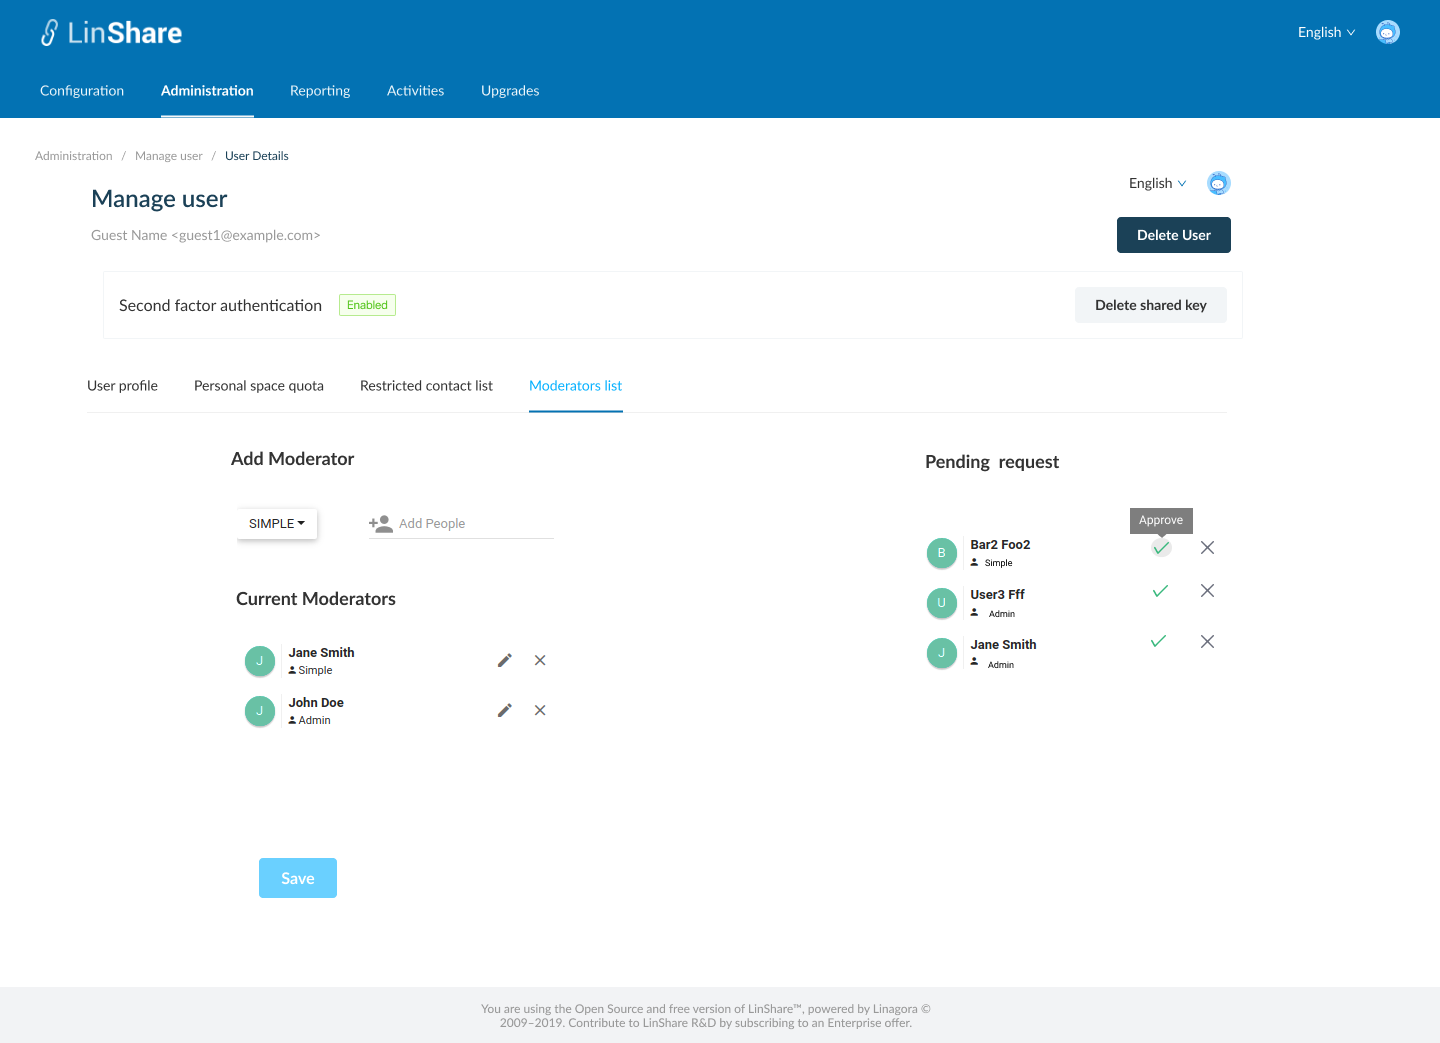 LinShare
English
Configuration Administration Reporting Activities Upgrades
Administration / Manage user / User Details
English
Manage user
Guest Name <guest1@example.com>
Delete User
Second factor authentication Enabled
Delete shared key
User profile Personal space quota Restricted contact list Moderators list
Add Moderator
SIMPLE
Add People
Current Moderators
J
Jane Smith
Simple
J
John Doe
Admin
Save
Pending request
Approve
B
Bar2 Foo2
Simple
U
User3 Fff
Admin
J
Jane Smith
Admin
You are using the Open Source and free version of LinShare™, powered by Linagora ©
2009–2019. Contribute to LinShare R&D by subscribing to an Enterprise offer.